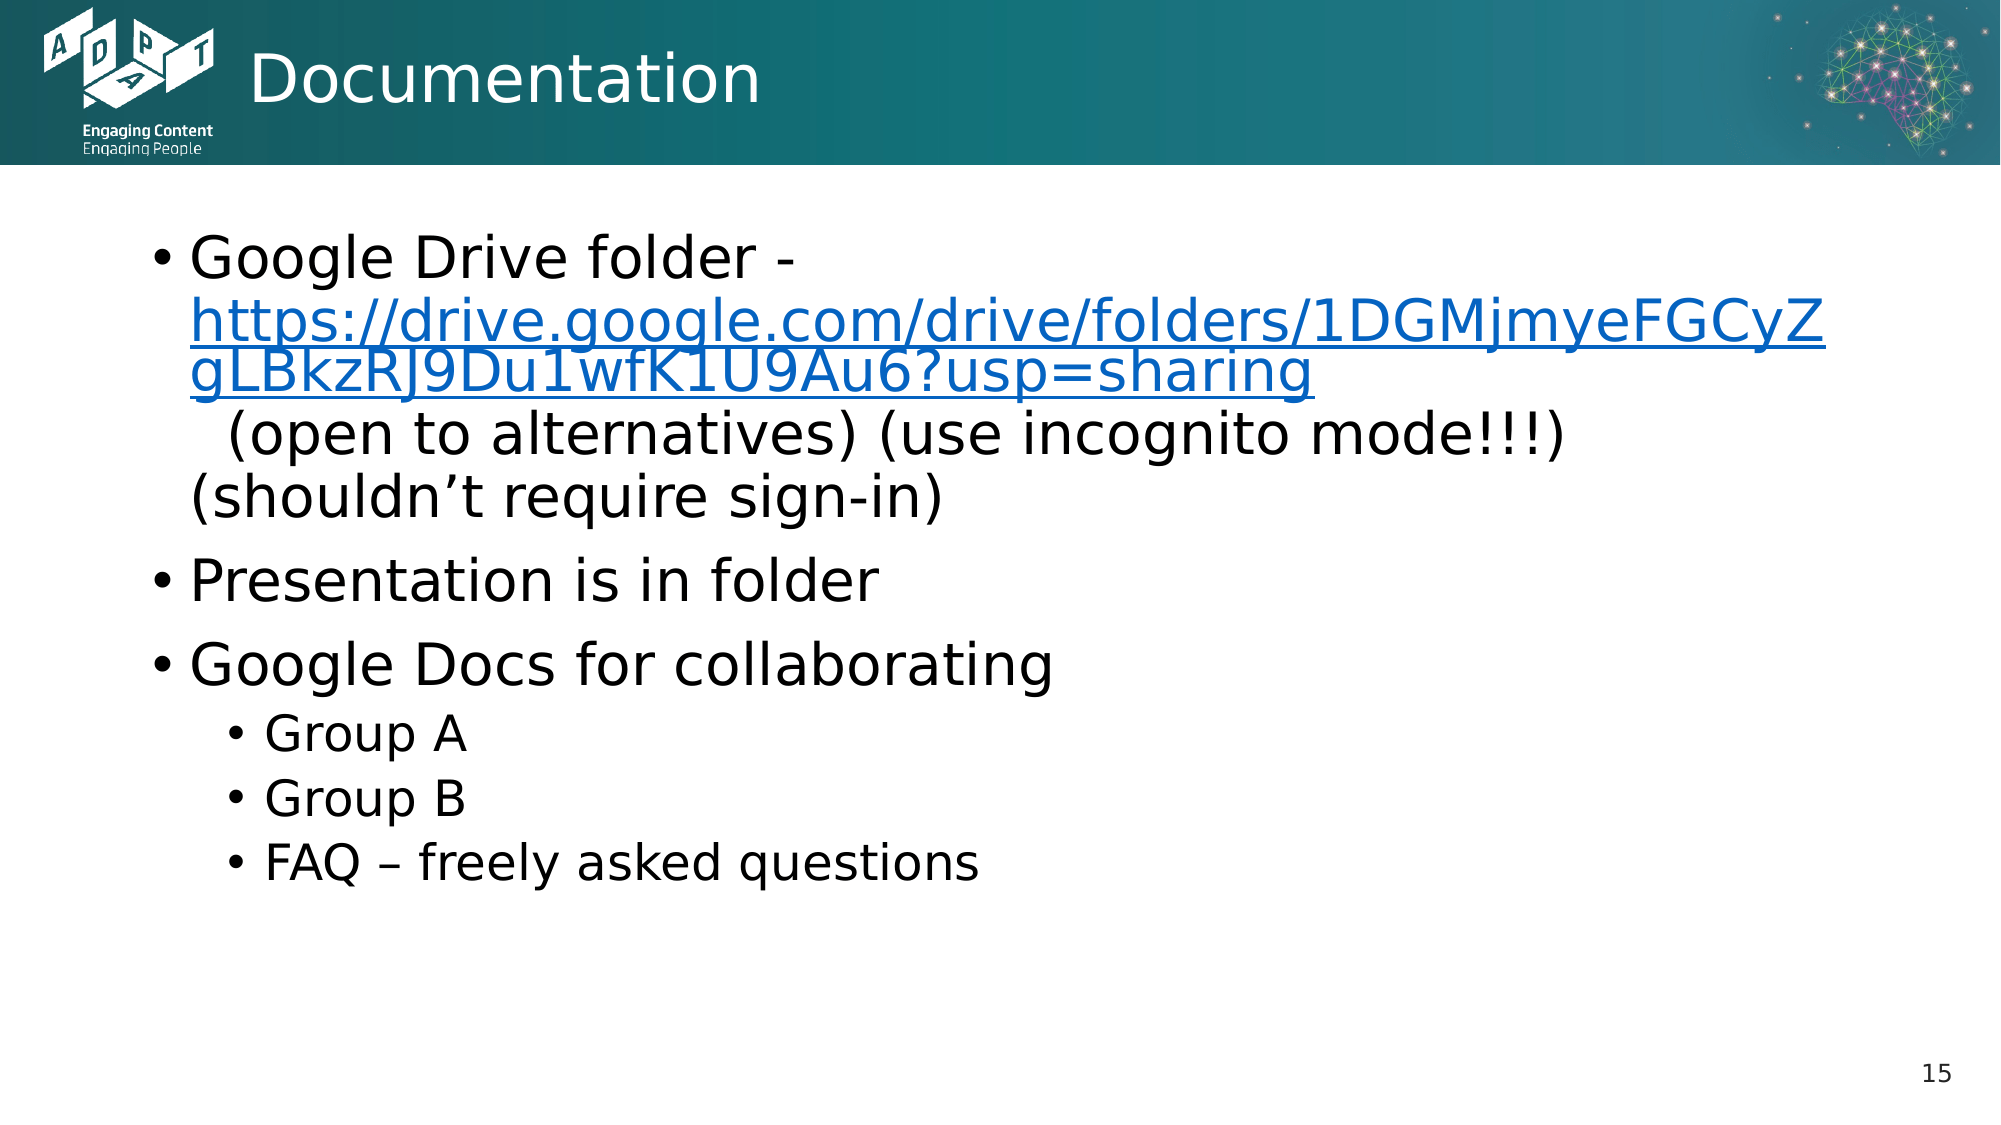 ADAPT
Engaging Content
Engaging People
Documentation
• Google Drive folder -
https://drive.google.com/drive/folders/1DGMjmyeFGCyZ
gLBkzRJ9Du1wfK1U9Au6?usp=sharing
(open to alternatives) (use incognito mode!!!)
(shouldn’t require sign-in)
• Presentation is in folder
• Google Docs for collaborating
• Group A
• Group B
• FAQ – freely asked questions
15